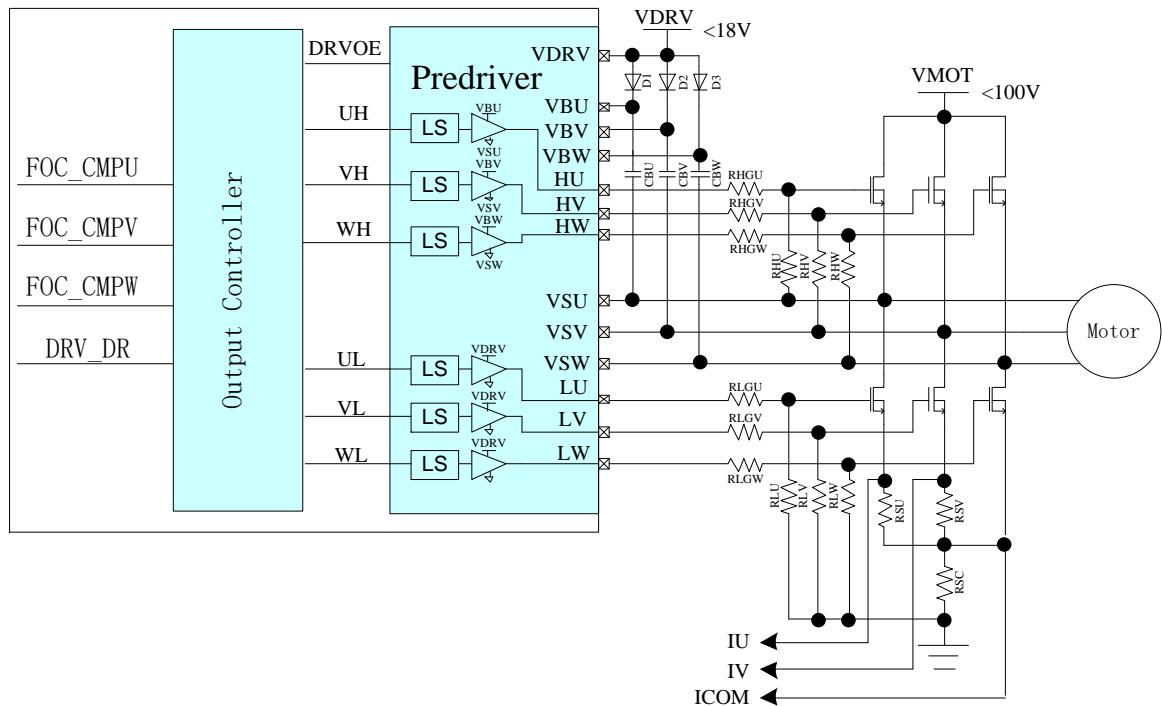 VDRV
<18V
DRVOE
VDRV
Predriver
D1
D2
D3
VMOT
<100V
VBU
UH
LS
VBU
VSU
VBV
VBW
CBU
CBV
CBW
FOC_CMPU
VH
LS
VBV
VSV
HU
RHGU
HV
RHGV
FOC_CMPV
WH
LS
VBW
VSW
HW
RHGW
RHU
RHV
RHW
FOC_CMPW
VSU
Output Controller
VSV
Motor
DRV_DR
VSW
UL
LS
VDRV
LU
RLGU
VL
LS
VDRV
LV
RLGV
WL
LS
VDRV
LW
RLGW
RLU
RLV
RLW
RSU
RSV
RSC
IU
IV
ICOM